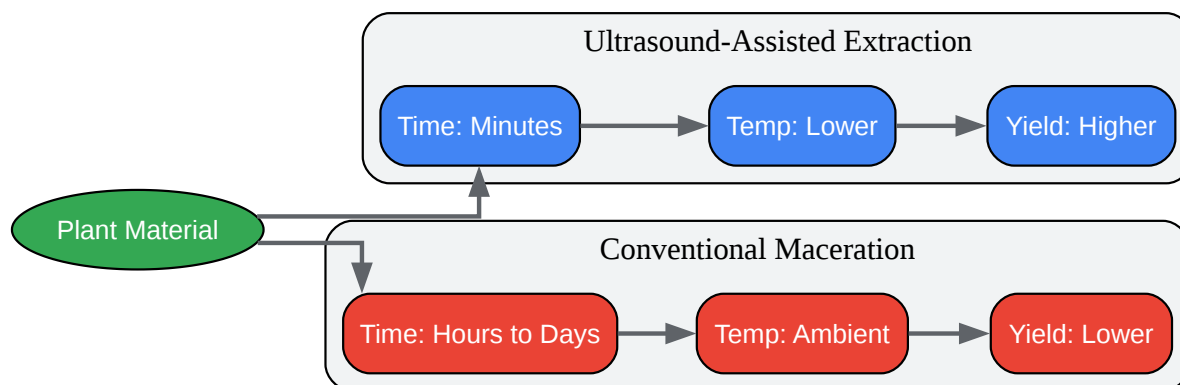 Ultrasound-Assisted Extraction
Time: Minutes
Temp: Lower
Yield: Higher
Plant Material
Conventional Maceration
Time: Hours to Days
Temp: Ambient
Yield: Lower